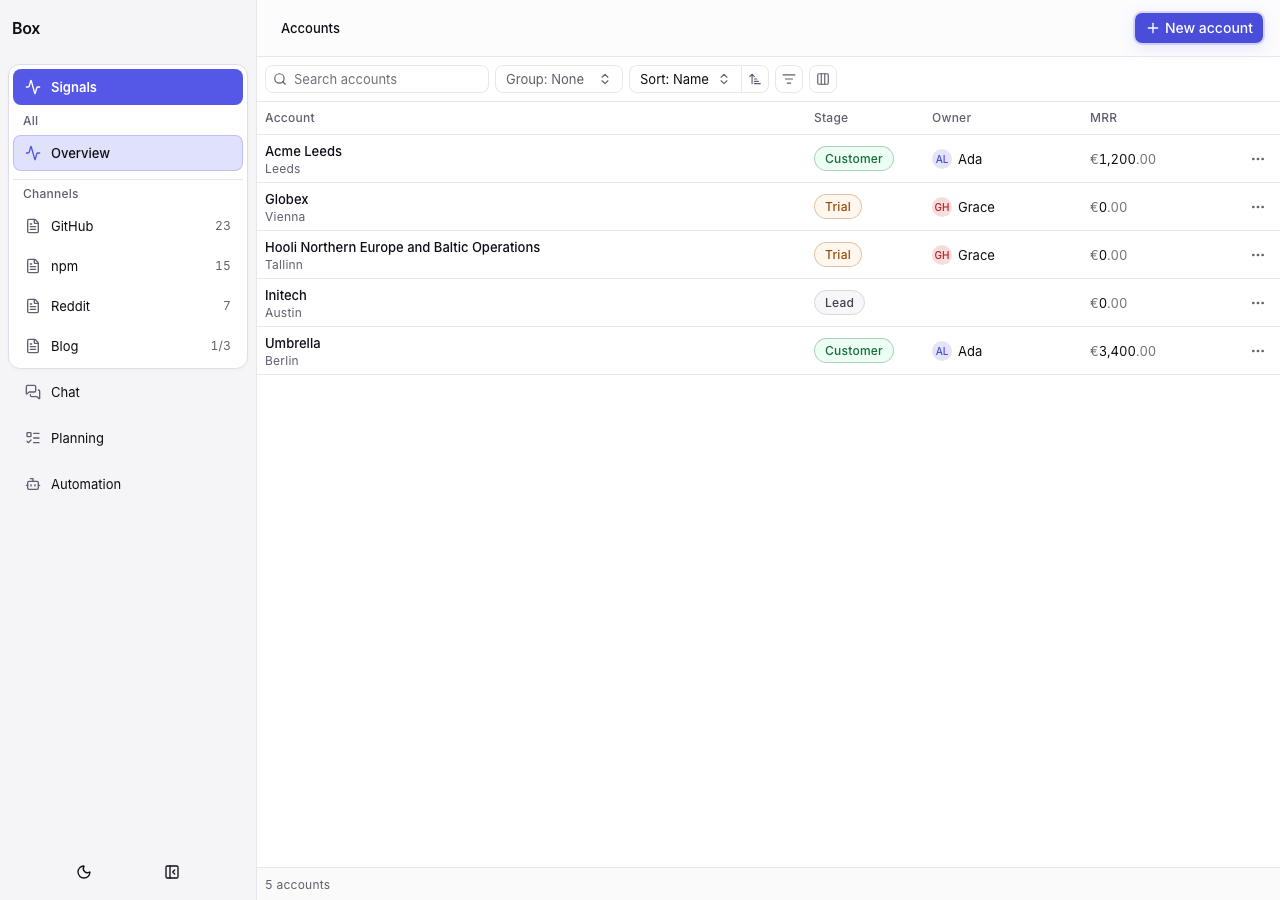 Box
Signals
All
Overview
Channels
GitHub 23
npm 15
Reddit 7
Blog 1/3
Chat
Planning
Automation
Accounts
New account
Search accounts
Group: None
Sort: Name
Account Stage Owner MRR
Acme Leeds
Leeds
Customer AL Ada €1,200.00
Globex
Vienna
Trial GH Grace €0.00
Hooli Northern Europe and Baltic Operations
Tallinn
Trial GH Grace €0.00
Initech
Austin
Lead €0.00
Umbrella
Berlin
Customer AL Ada €3,400.00
5 accounts